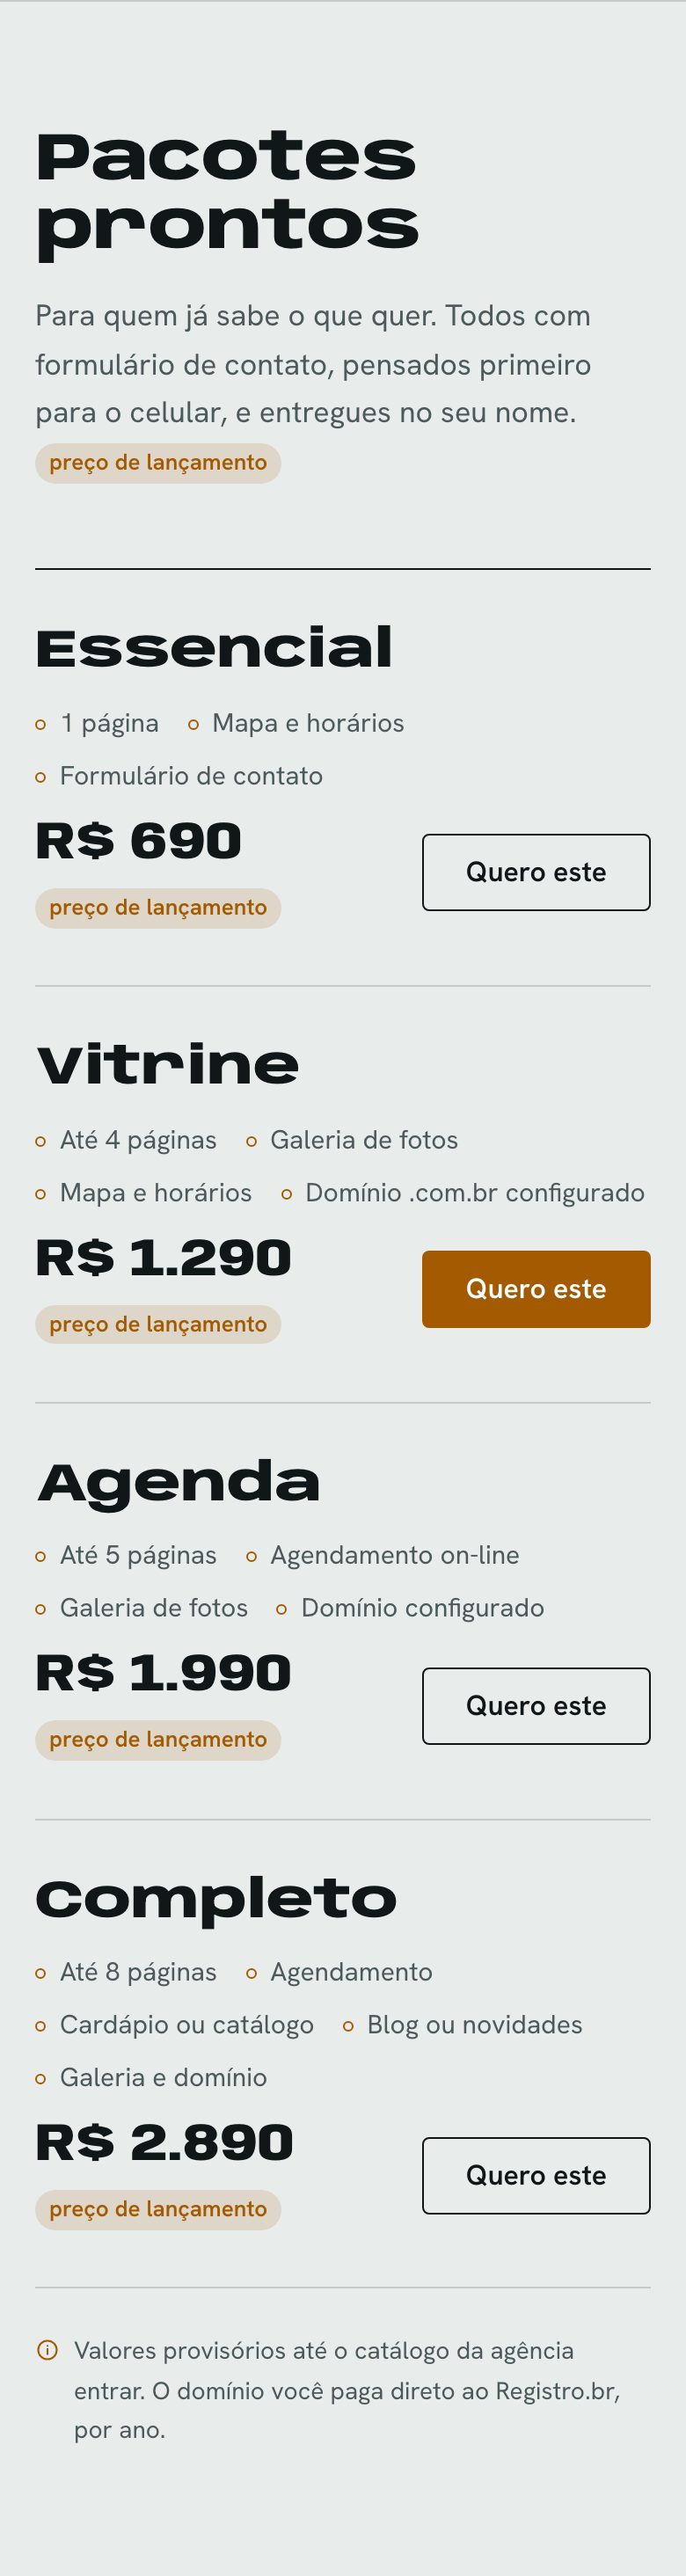 Pacotes
prontos
Para quem já sabe o que quer. Todos com
formulário de contato, pensados primeiro
para o celular, e entregues no seu nome.
preço de lançamento
Essencial
1 página Mapa e horários
Formulário de contato
R$ 690
Quero este
preço de lançamento
Vitrine
Até 4 páginas Galeria de fotos
Mapa e horários Domínio .com.br configurado
R$ 1.290
Quero este
preço de lançamento
Agenda
Até 5 páginas Agendamento on-line
Galeria de fotos Domínio configurado
R$ 1.990
Quero este
preço de lançamento
Completo
Até 8 páginas Agendamento
Cardápio ou catálogo Blog ou novidades
Galeria e domínio
R$ 2.890
Quero este
preço de lançamento
Valores provisórios até o catálogo da agência
entrar. O domínio você paga direto ao Registro.br,
por ano.